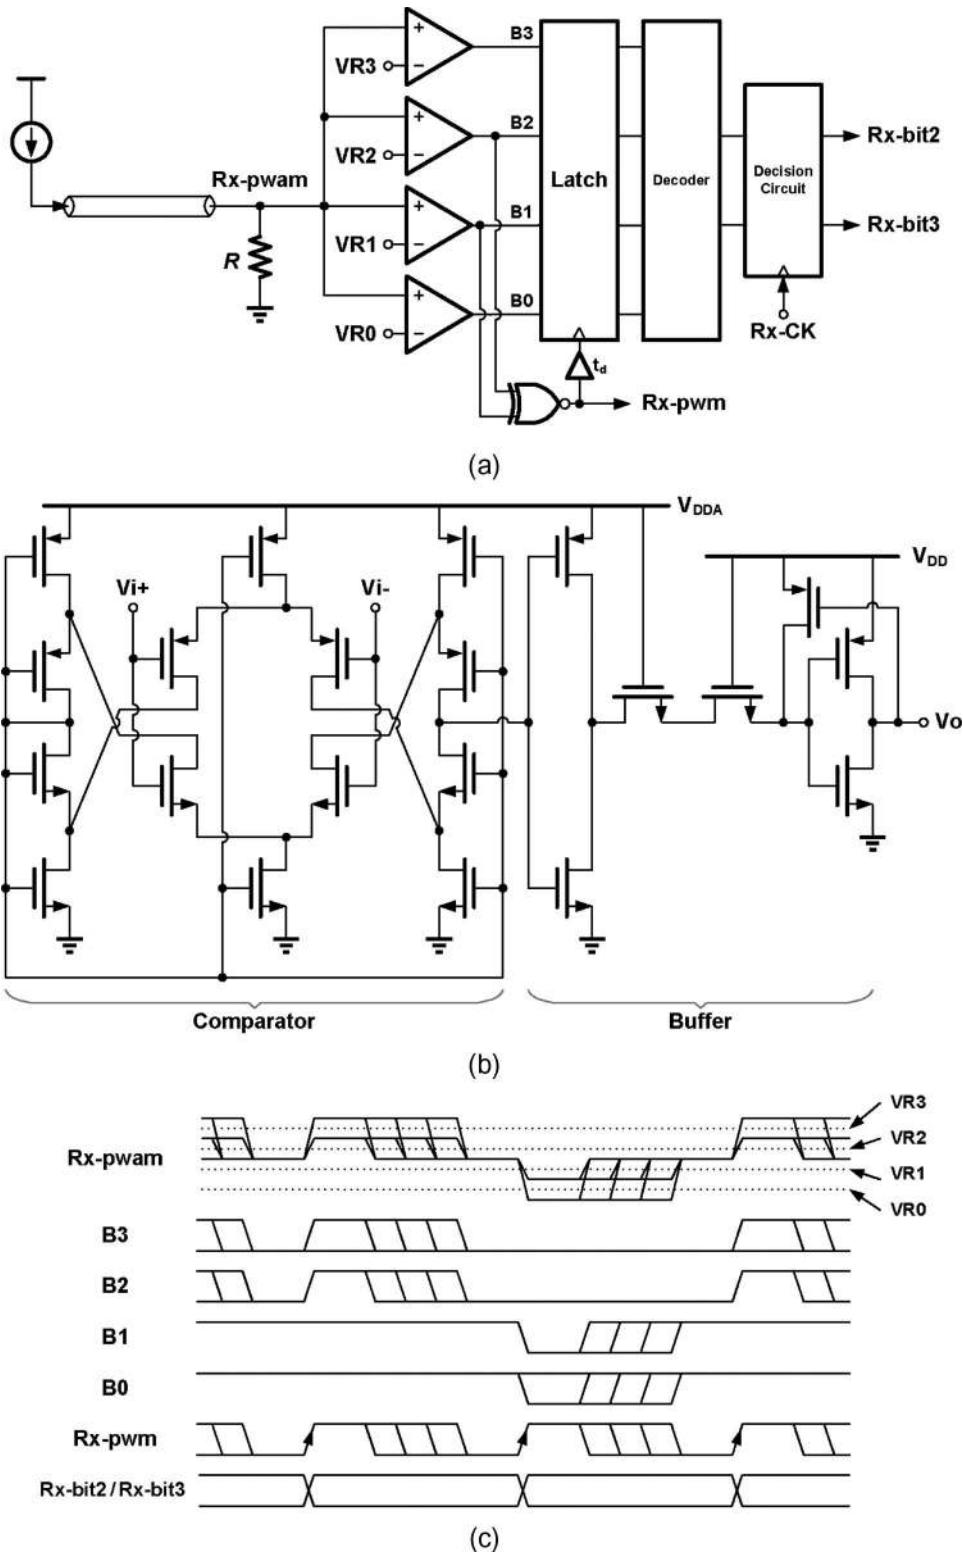 B3
VR3
+
−
B2
VR2
+
−
Rx-bit2
Rx-pwam
Latch
Decoder
Decision
Circuit
B1
VR1
+
−
Rx-bit3
R
B0
VR0
+
−
Rx-CK
td
Rx-pwm
(a)
VDDA
VDD
Vi+
Vi-
Vo
Comparator
Buffer
(b)
VR3
VR2
Rx-pwam
VR1
VR0
B3
B2
B1
B0
Rx-pwm
Rx-bit2/Rx-bit3
(c)